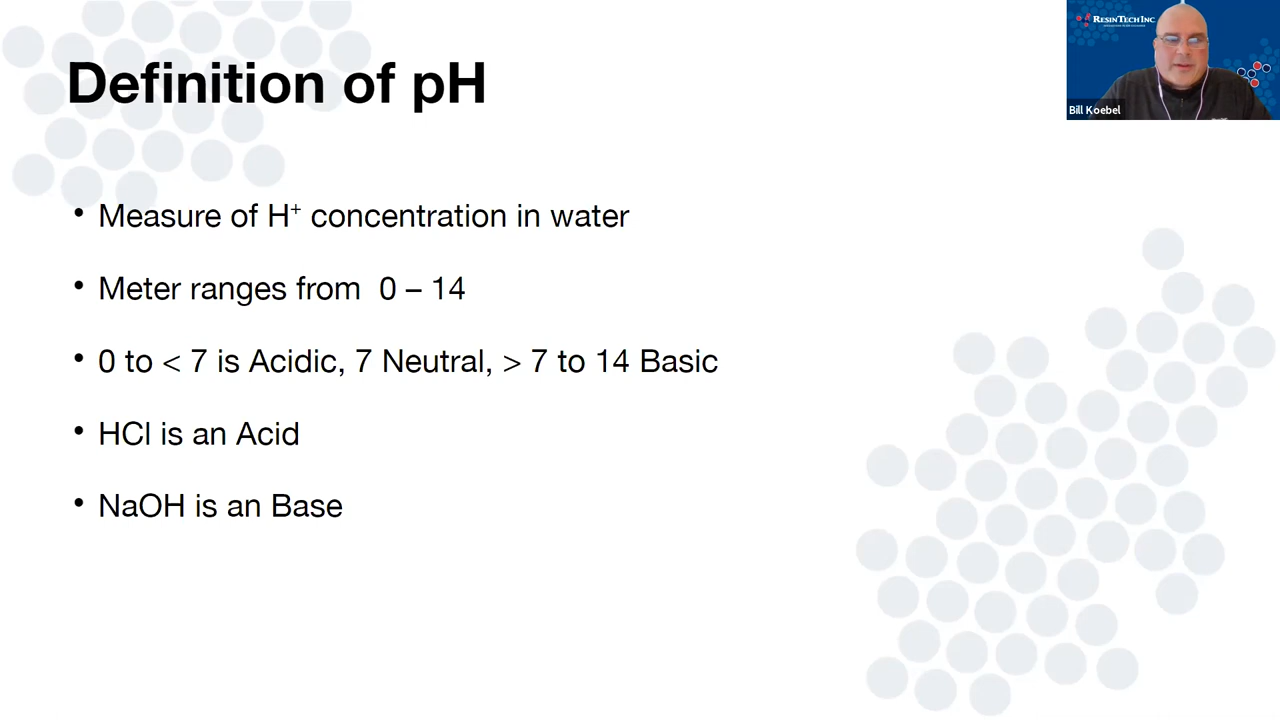 Definition of pH
RESINTECH INC
Bill Koebel
• Measure of H⁺ concentration in water
• Meter ranges from  0 – 14
• 0 to < 7 is Acidic, 7 Neutral, > 7 to 14 Basic
• HCl is an Acid
• NaOH is an Base